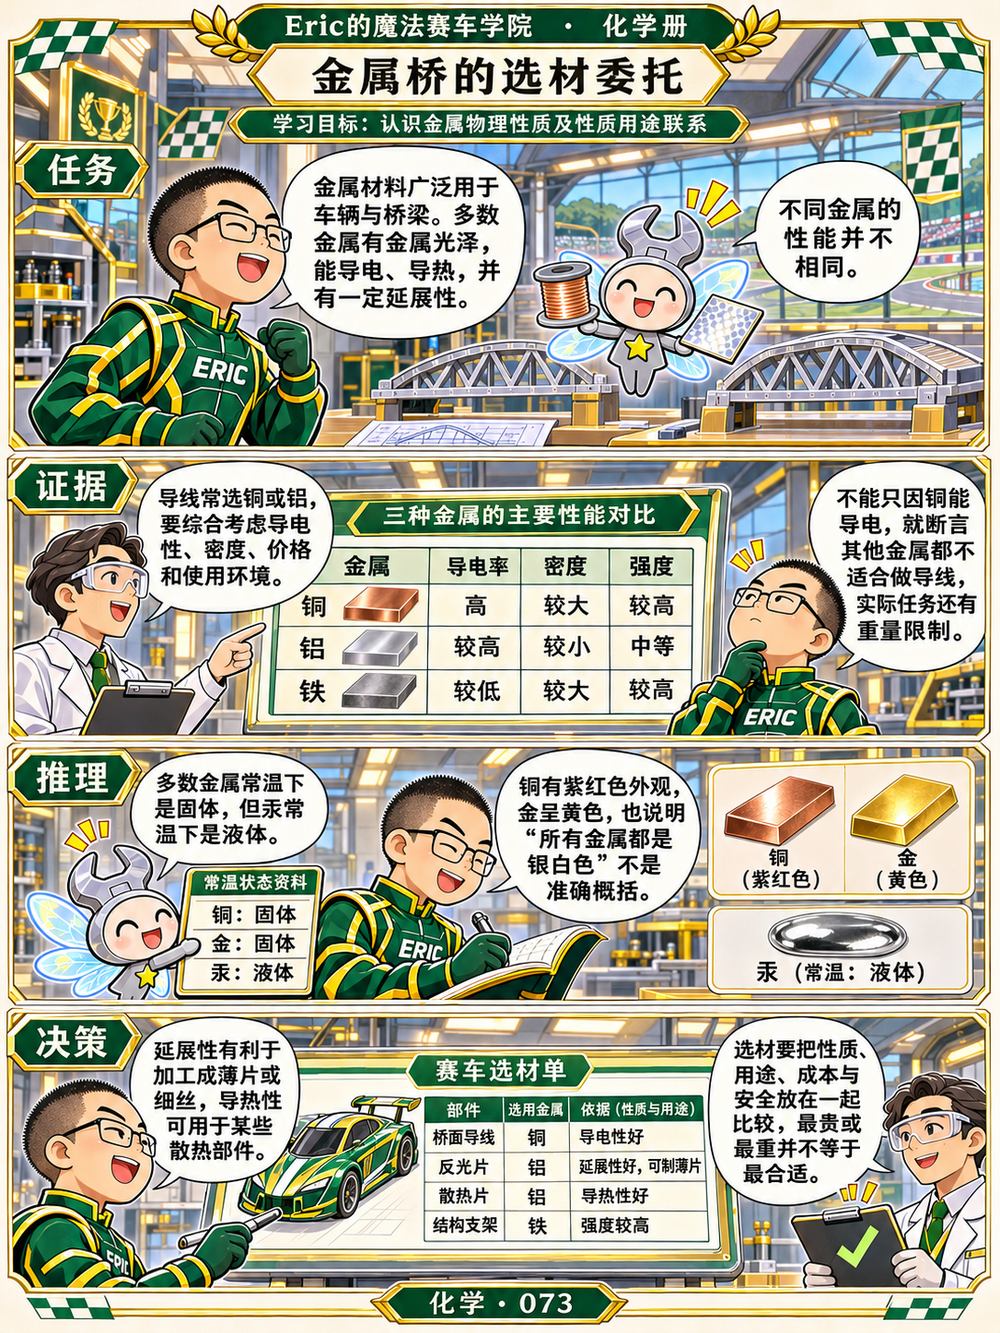 Eric的魔法赛车学院 · 化学册
金属桥的选材委托
学习目标：认识金属物理性质及性质用途联系
任务
金属材料广泛用于
车辆与桥梁。多数
金属有金属光泽，
能导电、导热，并
有一定延展性。
不同金属的
性能并不
相同。
ERIC
证据
导线常选铜或铝，
要综合考虑导电
性、密度、价格
和使用环境。
三种金属的主要性能对比
金属 导电率 密度 强度
铜 高 较大 较高
铝 较高 较小 中等
铁 较低 较大 较高
不能只因铜能
导电，就断言
其他金属都不
适合做导线，
实际任务还有
重量限制。
ERIC
推理
多数金属常温下
是固体，但汞常
温下是液体。
常温状态资料
铜：固体
金：固体
汞：液体
ERIC
铜有紫红色外观，
金呈黄色，也说明
“所有金属都是
银白色”不是
准确概括。
铜 金
（紫红色） （黄色）
汞（常温：液体）
决策
延展性有利于
加工成薄片或
细丝，导热性
可用于某些
散热部件。
ERIC
赛车选材单
部件 选用金属 依据（性质与用途）
桥面导线 铜 导电性好
反光片 铝 延展性好，可制薄片
散热片 铝 导热性好
结构支架 铁 强度较高
选材要把性质、
用途、成本与
安全放在一起
比较，最贵或
最重并不等于
最合适。
化学 · 073